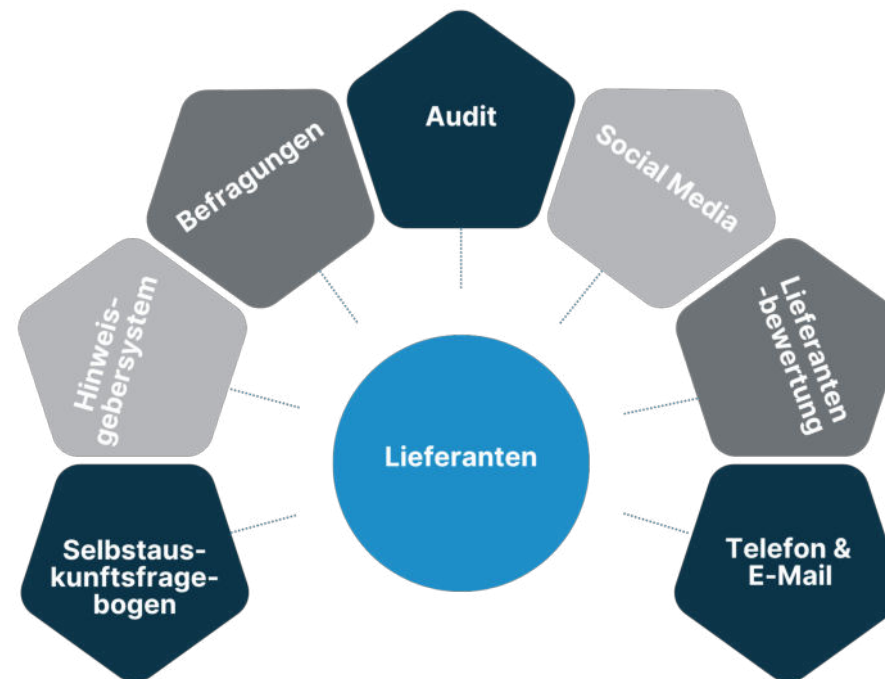 Audit
Befragungen
Social Media
Hinweis-
gebersystem
Lieferanten
-bewertung
Lieferanten
Selbstaus-
kunftsfrage-
bogen
Telefon &
E-Mail